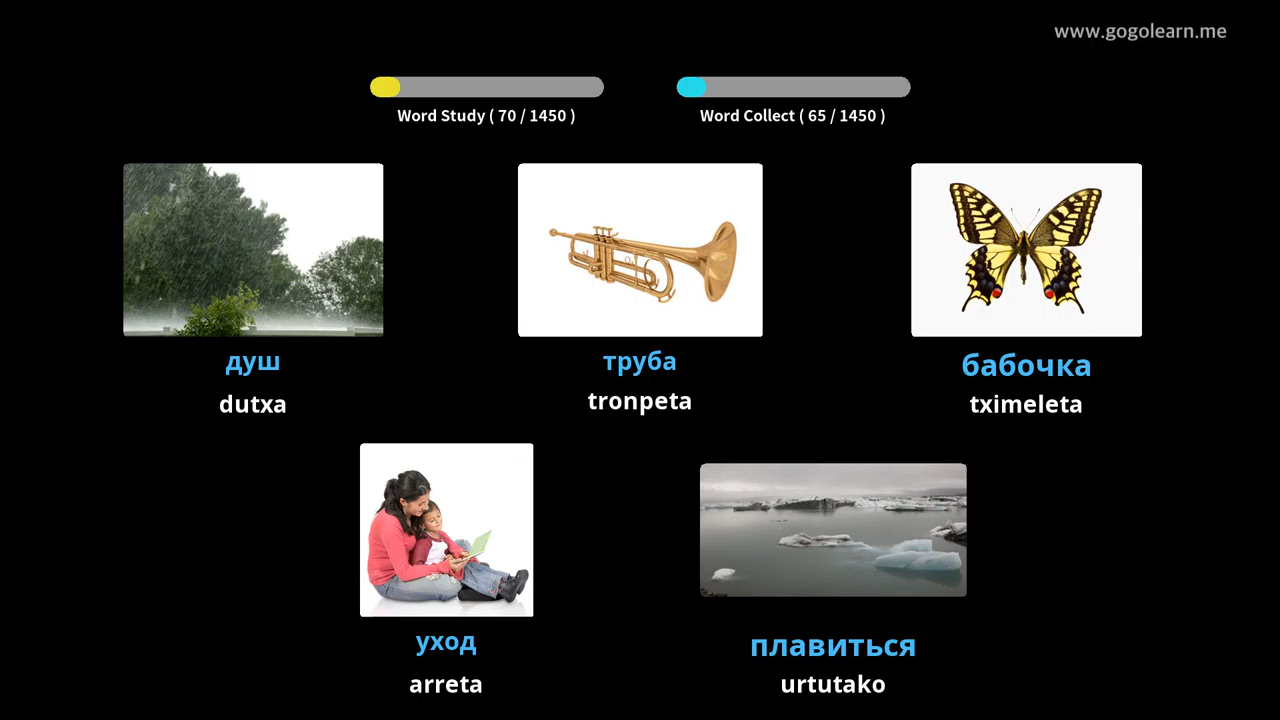 www.gogolearn.me
Word Study ( 70 / 1450 )
Word Collect ( 65 / 1450 )
душ
dutxa
труба
tronpeta
бабочка
tximeleta
уход
arreta
плавиться
urtutako